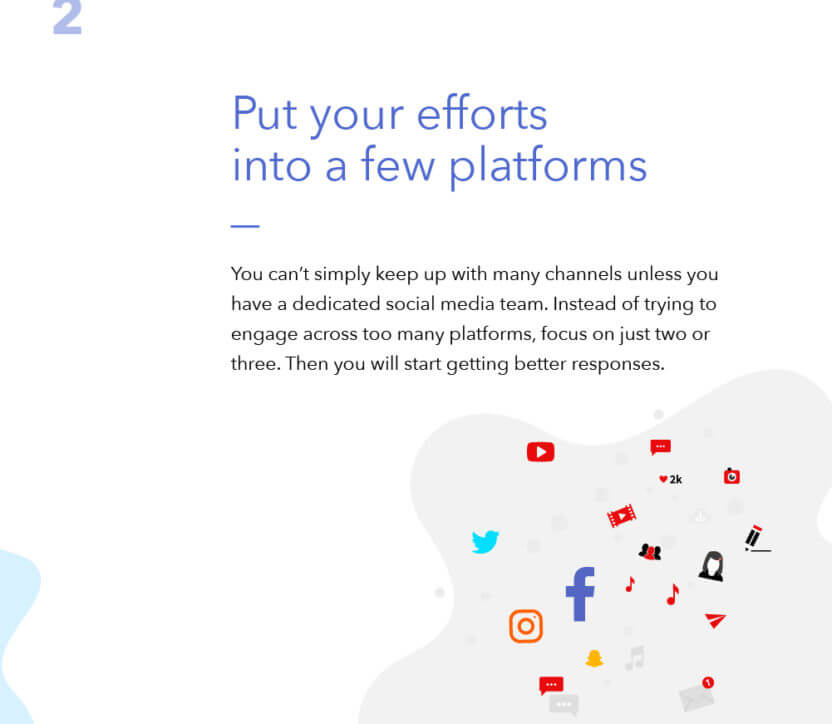 2
Put your efforts
into a few platforms
You can’t simply keep up with many channels unless you
have a dedicated social media team. Instead of trying to
engage across too many platforms, focus on just two or
three. Then you will start getting better responses.
2k
1